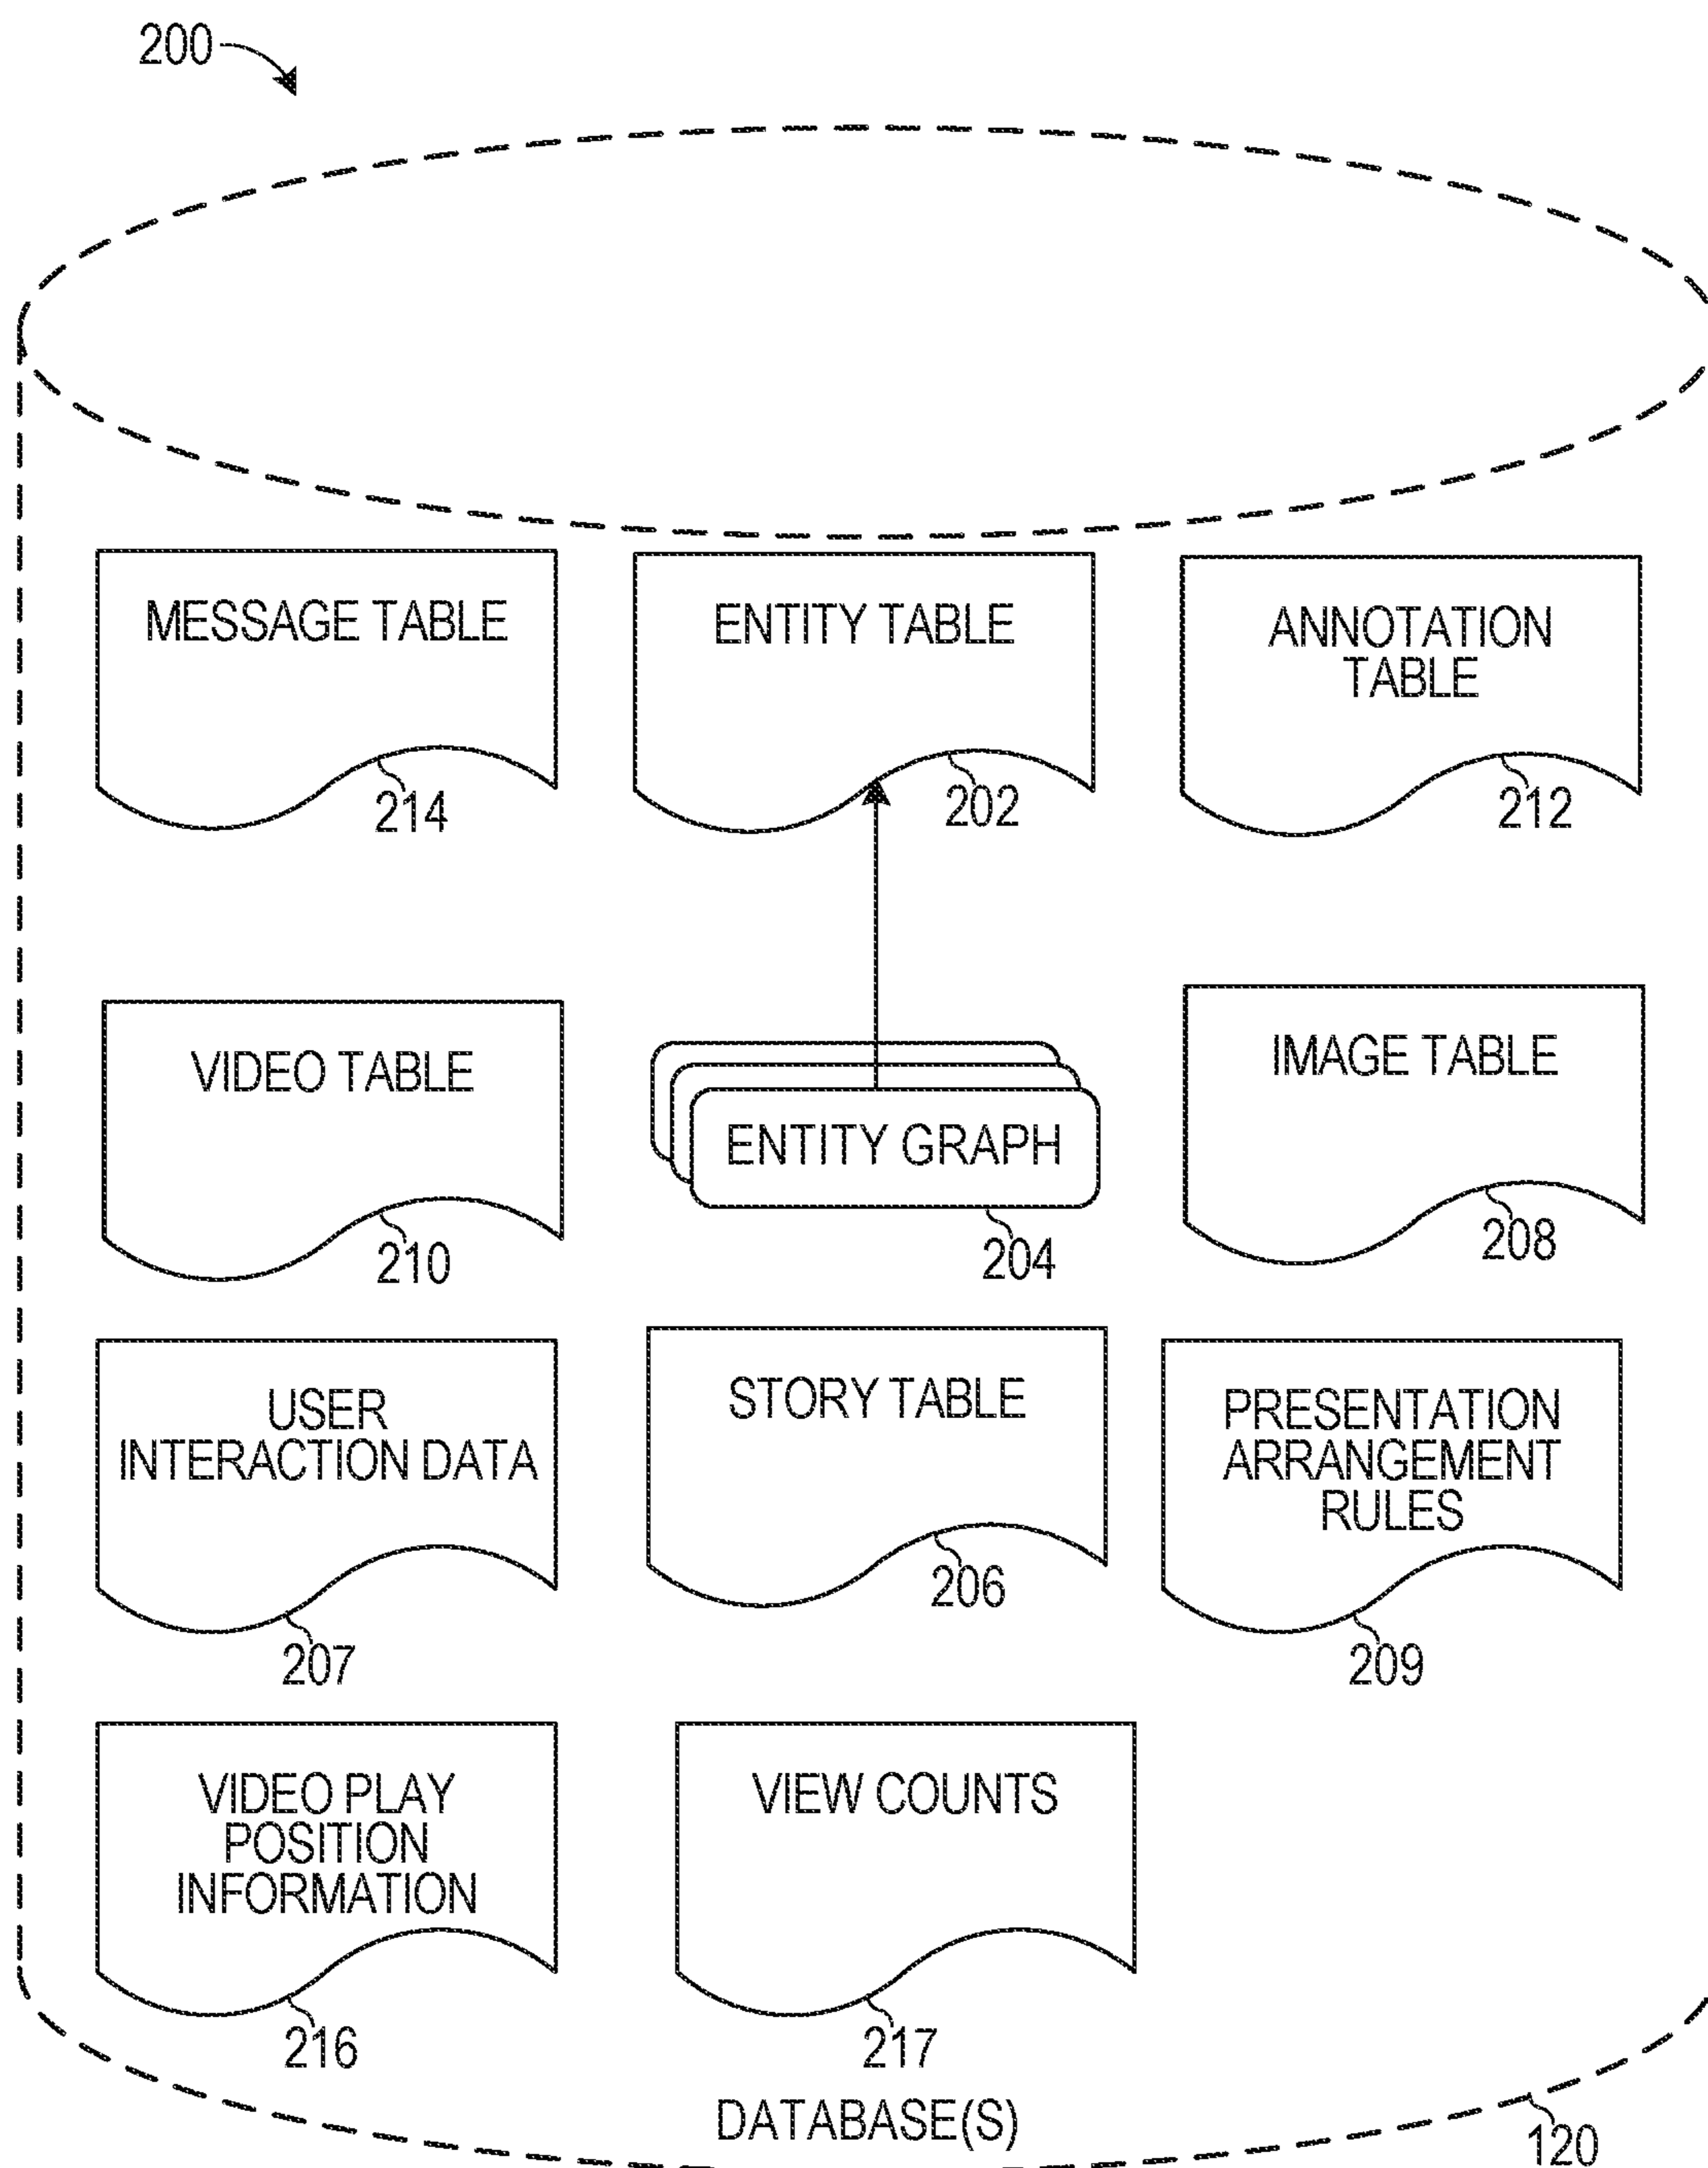 200
MESSAGE TABLE
214
ENTITY TABLE
202
ANNOTATION
TABLE
212
VIDEO TABLE
210
ENTITY GRAPH
204
IMAGE TABLE
208
USER
INTERACTION DATA
207
STORY TABLE
206
PRESENTATION
ARRANGEMENT
RULES
209
VIDEO PLAY
POSITION
INFORMATION
216
VIEW COUNTS
217
DATABASE(S)
120